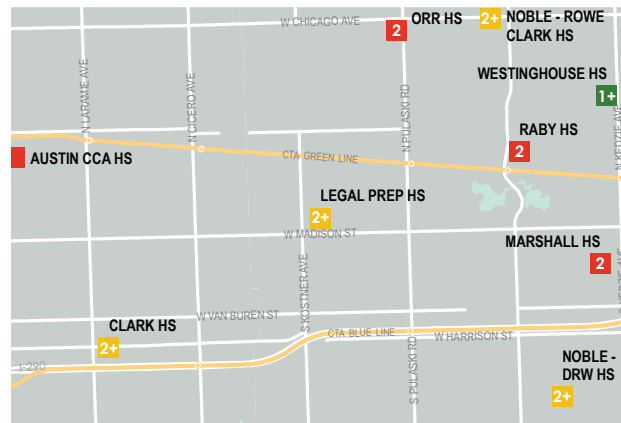 W CHICAGO AVE
ORR HS
2
2+
NOBLE - ROWE
CLARK HS
WESTINGHOUSE HS
1+
N LARAMIE AVE
N CICERO AVE
N PULASKI RD
N KEDZIE AVE
RABY HS
2
AUSTIN CCA HS
CTA GREEN LINE
LEGAL PREP HS
2+
W MADISON ST
MARSHALL HS
2
S KOSTNER AVE
W VAN BUREN ST
CLARK HS
2+
CTA BLUE LINE
W HARRISON ST
I-290
S PULASKI RD
NOBLE -
DRW HS
2+